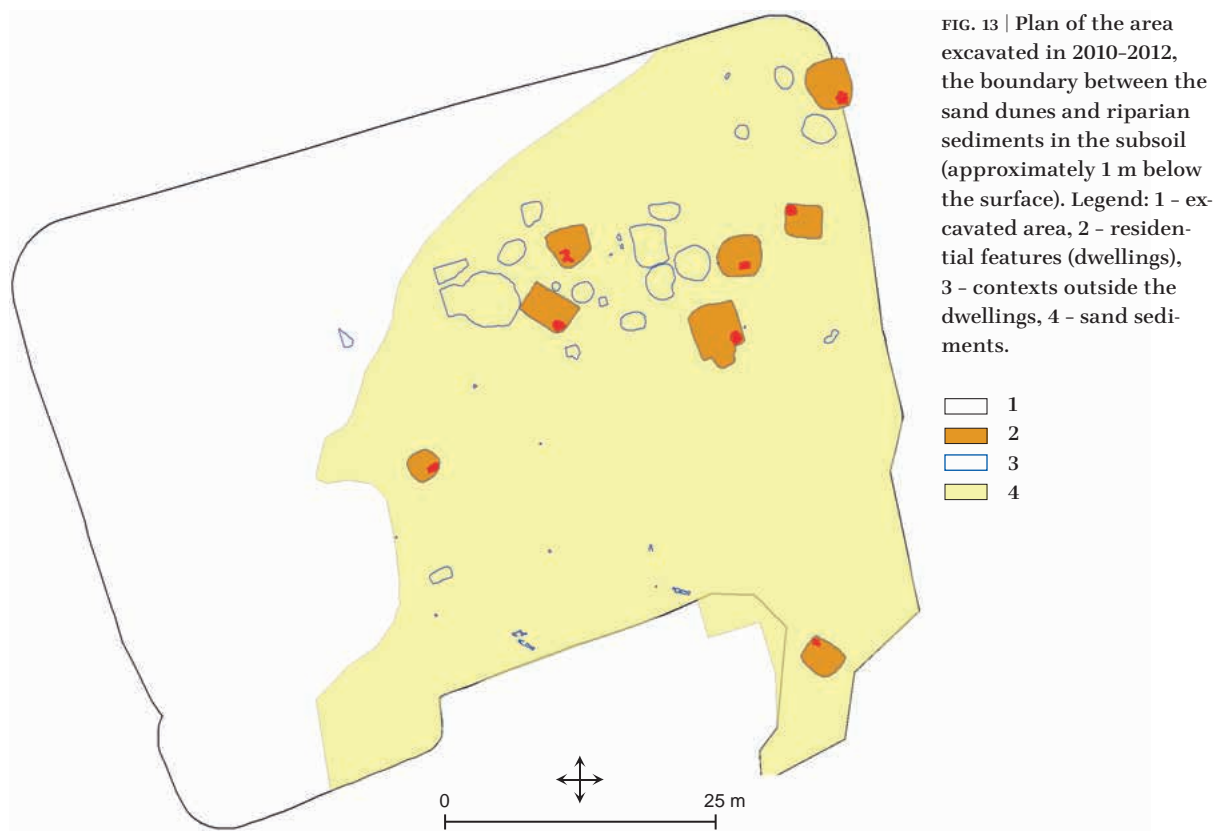 FIG. 13 | Plan of the area
excavated in 2010–2012,
the boundary between the
sand dunes and riparian
sediments in the subsoil
(approximately 1 m below
the surface). Legend: 1 – ex-
cavated area, 2 – residen-
tial features (dwellings),
3 – contexts outside the
dwellings, 4 – sand sedi-
ments.
1
2
3
4
0 25 m